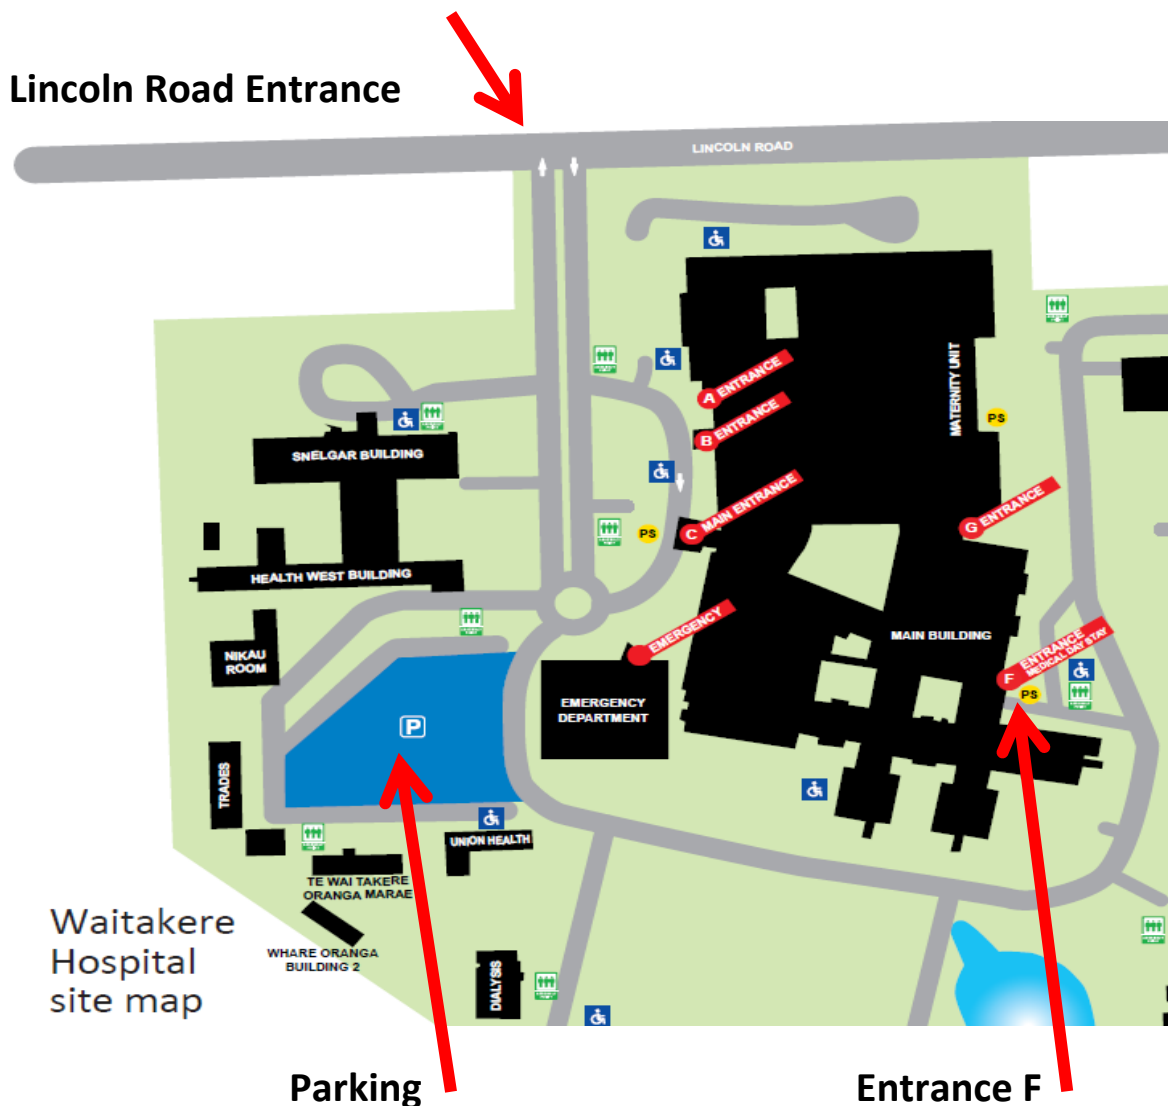 Lincoln Road Entrance
LINCOLN ROAD
A ENTRANCE
MATERNITY UNIT
B ENTRANCE
PS
SNELGAR BUILDING
C MAIN ENTRANCE
G ENTRANCE
PS
HEALTH WEST BUILDING
EMERGENCY
MAIN BUILDING
NIKAU
ROOM
F ENTRANCE
MEDICAL DAY STAY
PS
EMERGENCY
DEPARTMENT
P
TRADES
UNION HEALTH
TE WAI TAKERE
ORANGA MARAE
Waitakere
Hospital
site map
WHARE ORANGA
BUILDING 2
DIALYSIS
Parking
Entrance F